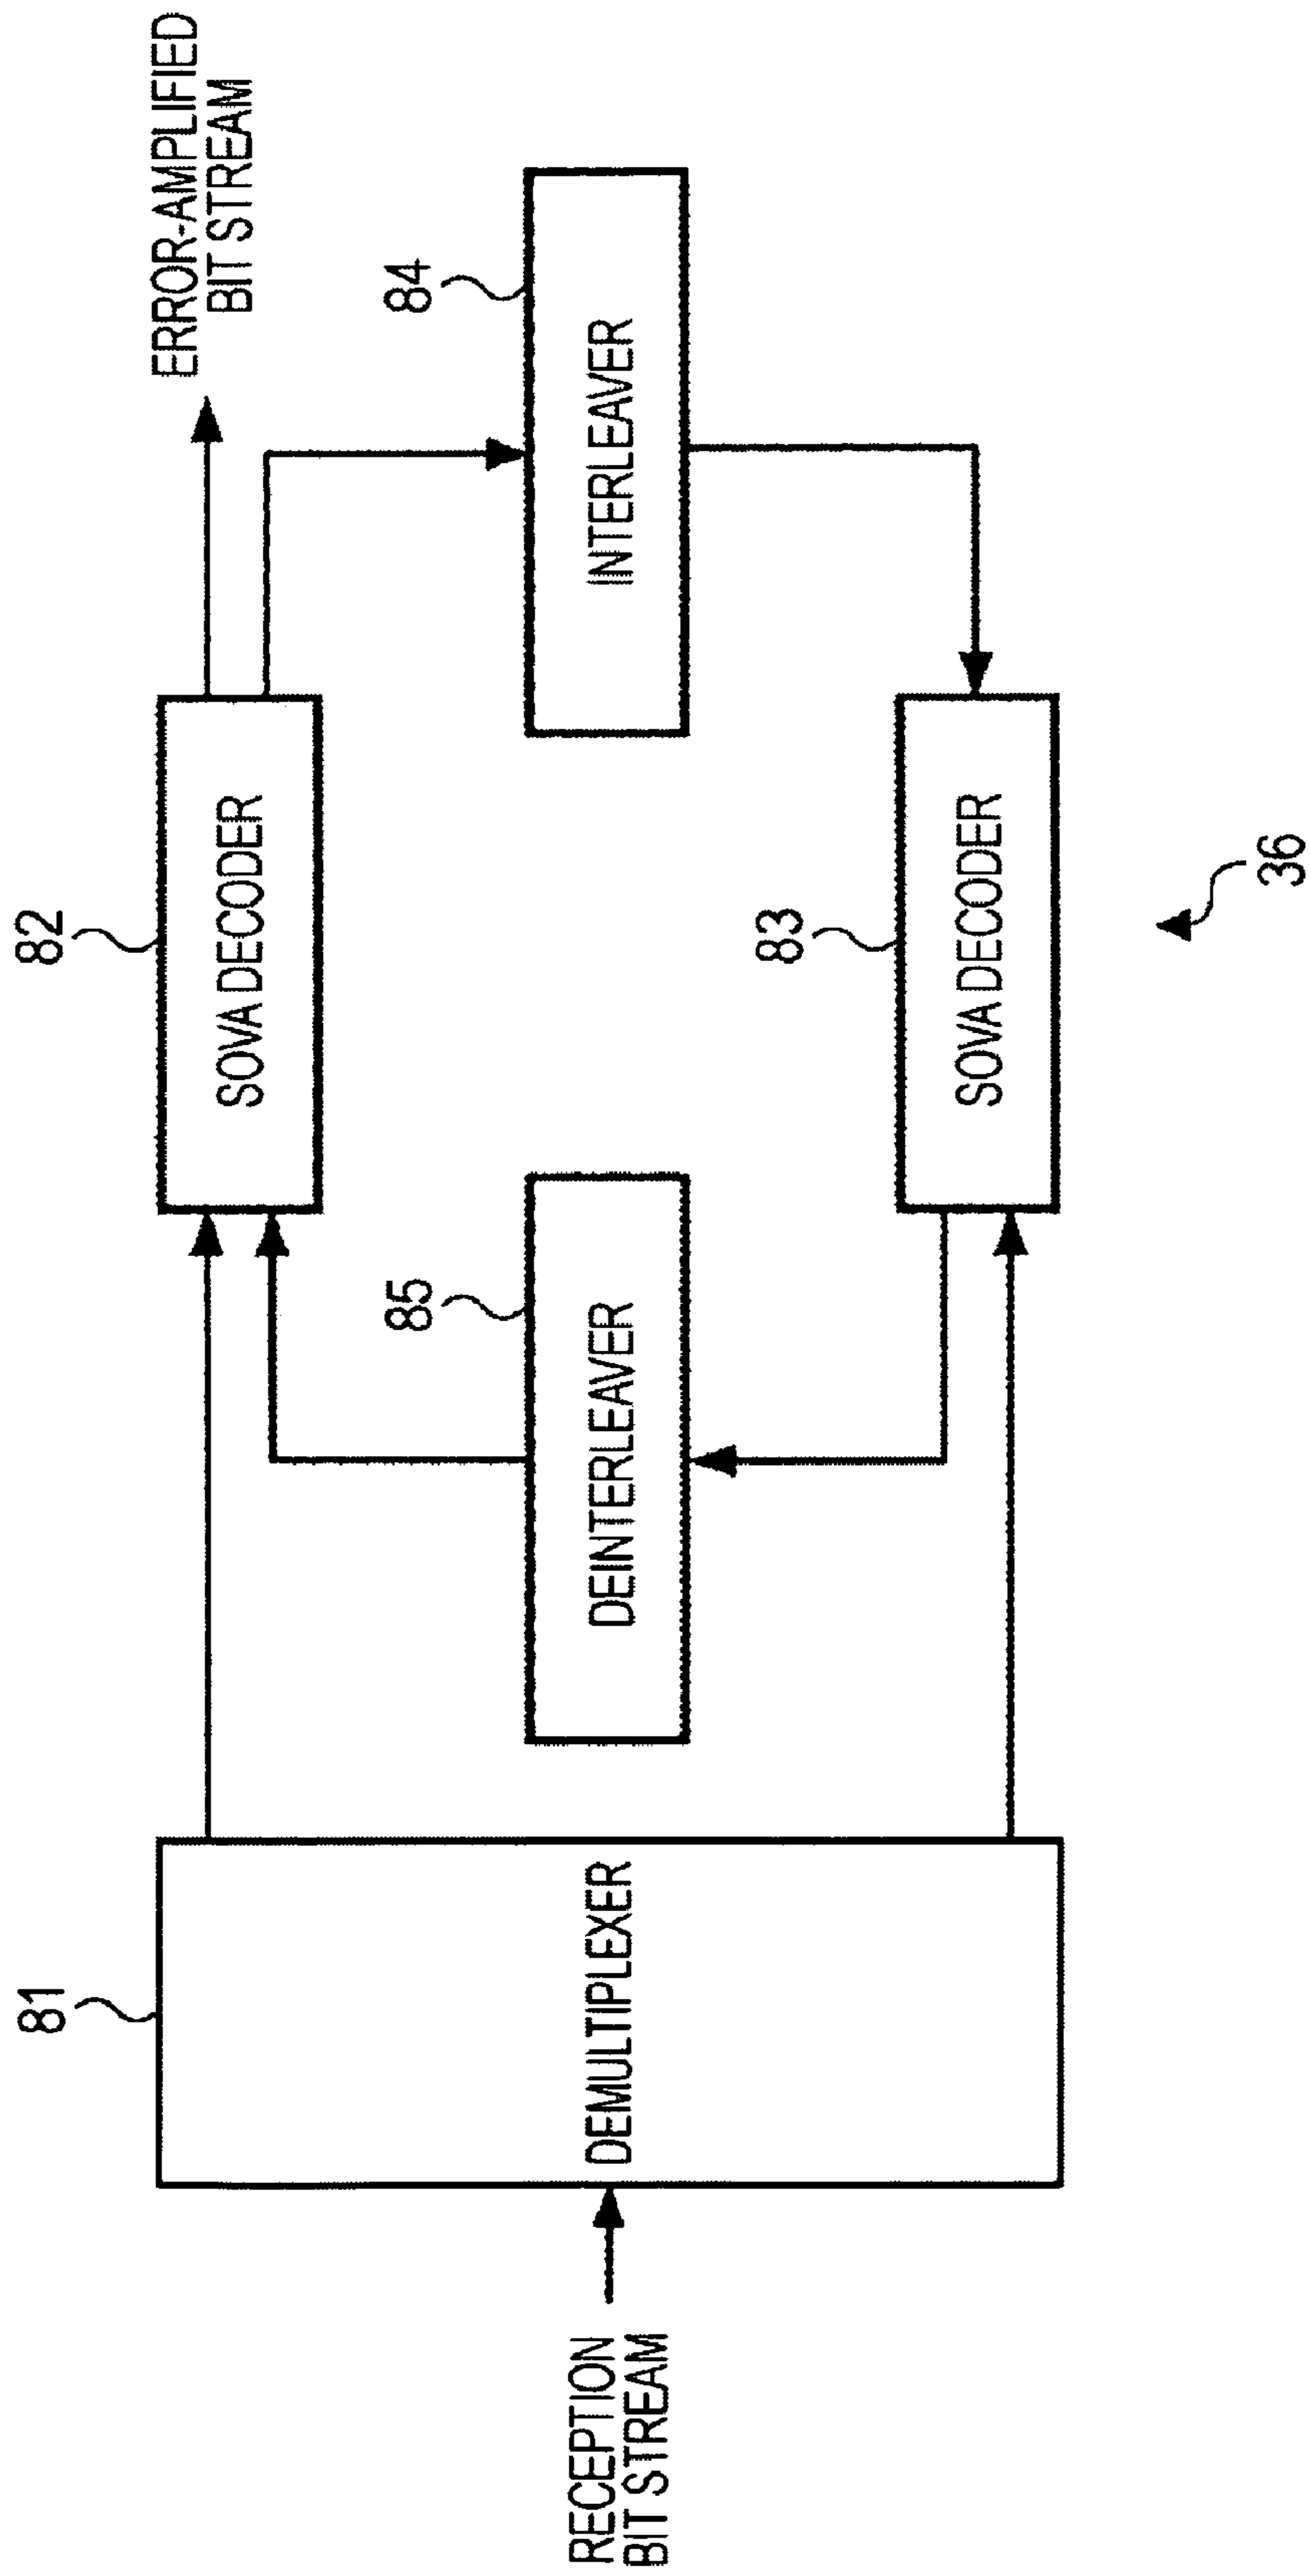 RECEPTION
BIT STREAM
81
DEMULTIPLEXER
82
SOVA DECODER
85
DEINTERLEAVER
83
SOVA DECODER
84
INTERLEAVER
ERROR-AMPLIFIED
BIT STREAM
36